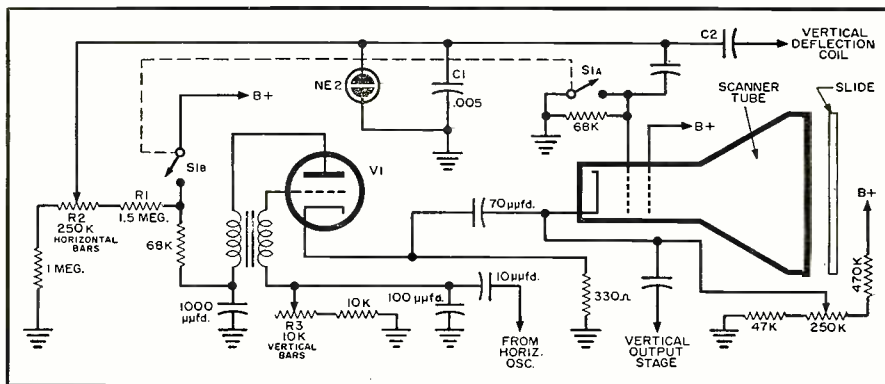 C2
VERTICAL
DEFLECTION
COIL
NE2
C1
.005
S1A
B+
SCANNER
TUBE
SLIDE
68K
B+
V1
S1B
B+
R1
1.5 MEG.
R2
250K
HORIZONTAL
BARS
70µµfd.
1 MEG.
68K
1000
µµfd.
10µµfd.
100µµfd.
10K
R3
10K
VERTICAL
BARS
330Ω
470K
47K
250K
FROM
HORIZ.
OSC.
VERTICAL
OUTPUT
STAGE